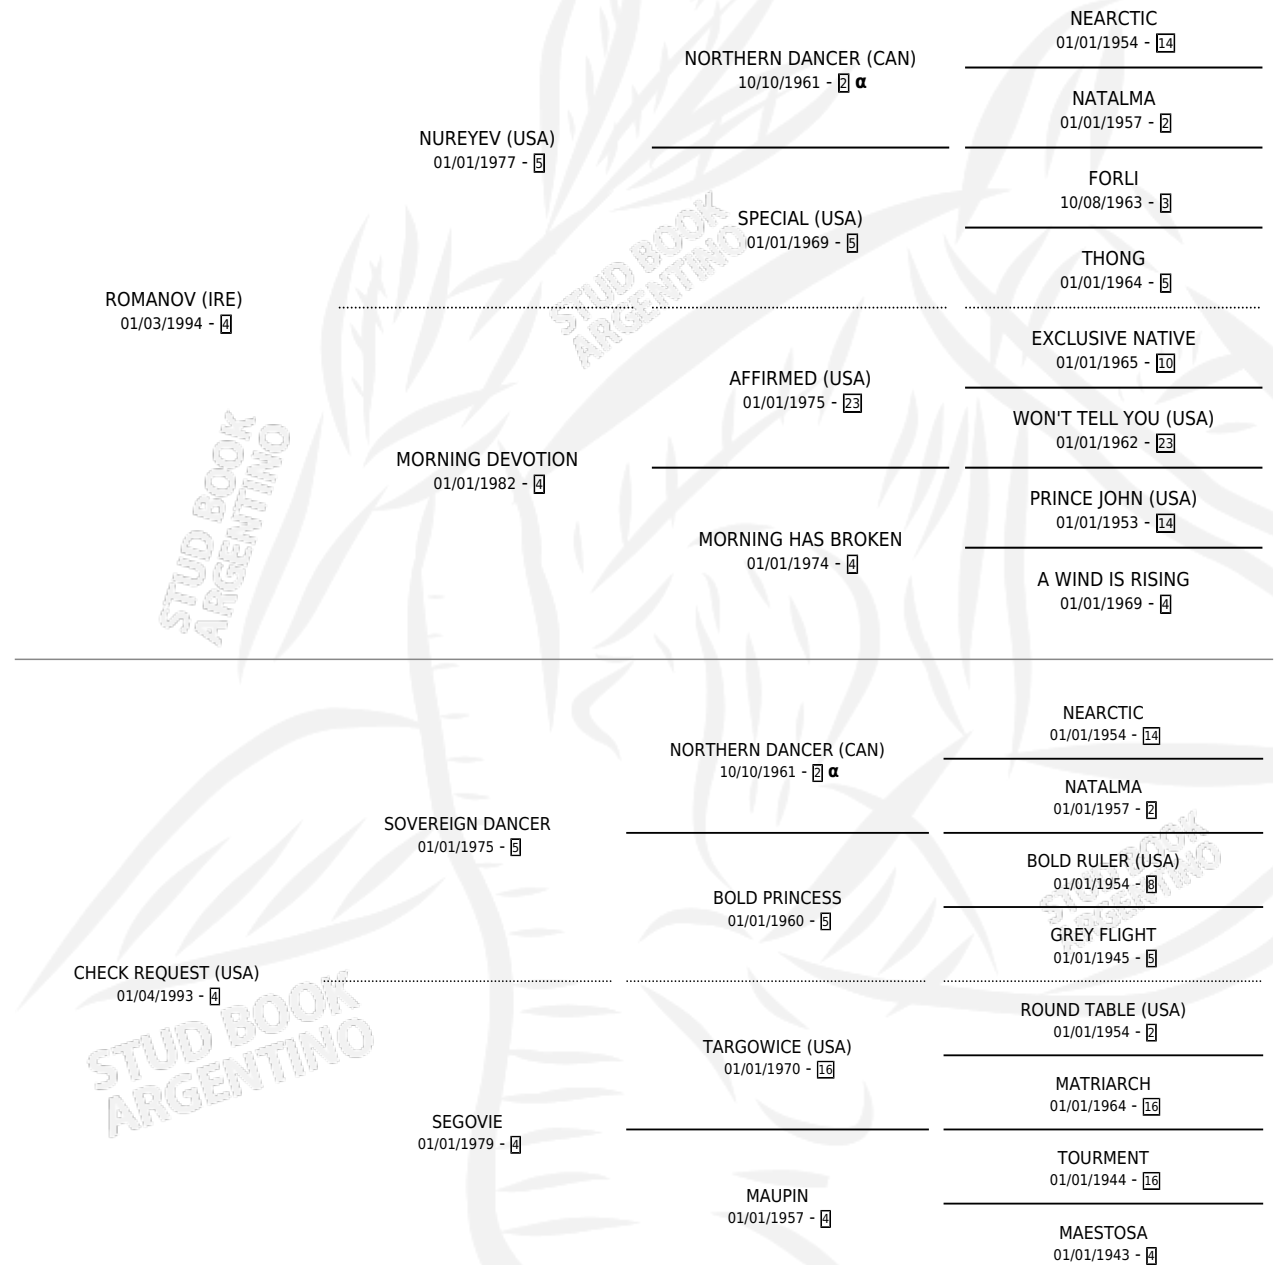 NEARCTIC
01/01/1954 - 14
NORTHERN DANCER (CAN)
10/10/1961 - 2 α
NATALMA
01/01/1957 - 2
NUREYEV (USA)
01/01/1977 - 5
FORLI
10/08/1963 - 3
SPECIAL (USA)
01/01/1969 - 5
THONG
01/01/1964 - 5
ROMANOV (IRE)
01/03/1994 - 4
EXCLUSIVE NATIVE
01/01/1965 - 10
AFFIRMED (USA)
01/01/1975 - 23
WON'T TELL YOU (USA)
01/01/1962 - 23
MORNING DEVOTION
01/01/1982 - 4
PRINCE JOHN (USA)
01/01/1953 - 14
MORNING HAS BROKEN
01/01/1974 - 4
A WIND IS RISING
01/01/1969 - 4
NEARCTIC
01/01/1954 - 14
NORTHERN DANCER (CAN)
10/10/1961 - 2 α
NATALMA
01/01/1957 - 2
SOVEREIGN DANCER
01/01/1975 - 5
BOLD RULER (USA)
01/01/1954 - 8
BOLD PRINCESS
01/01/1960 - 5
GREY FLIGHT
01/01/1945 - 5
CHECK REQUEST (USA)
01/04/1993 - 4
ROUND TABLE (USA)
01/01/1954 - 2
TARGOWICE (USA)
01/01/1970 - 16
MATRIARCH
01/01/1964 - 16
SEGOVIE
01/01/1979 - 4
TOURMENT
01/01/1944 - 16
MAUPIN
01/01/1957 - 4
MAESTOSA
01/01/1943 - 4
STUD BOOK
ARGENTINO
STUD BOOK
ARGENTINO
STUD BOOK
ARGENTINO
STUD BOOK
ARGENTINO